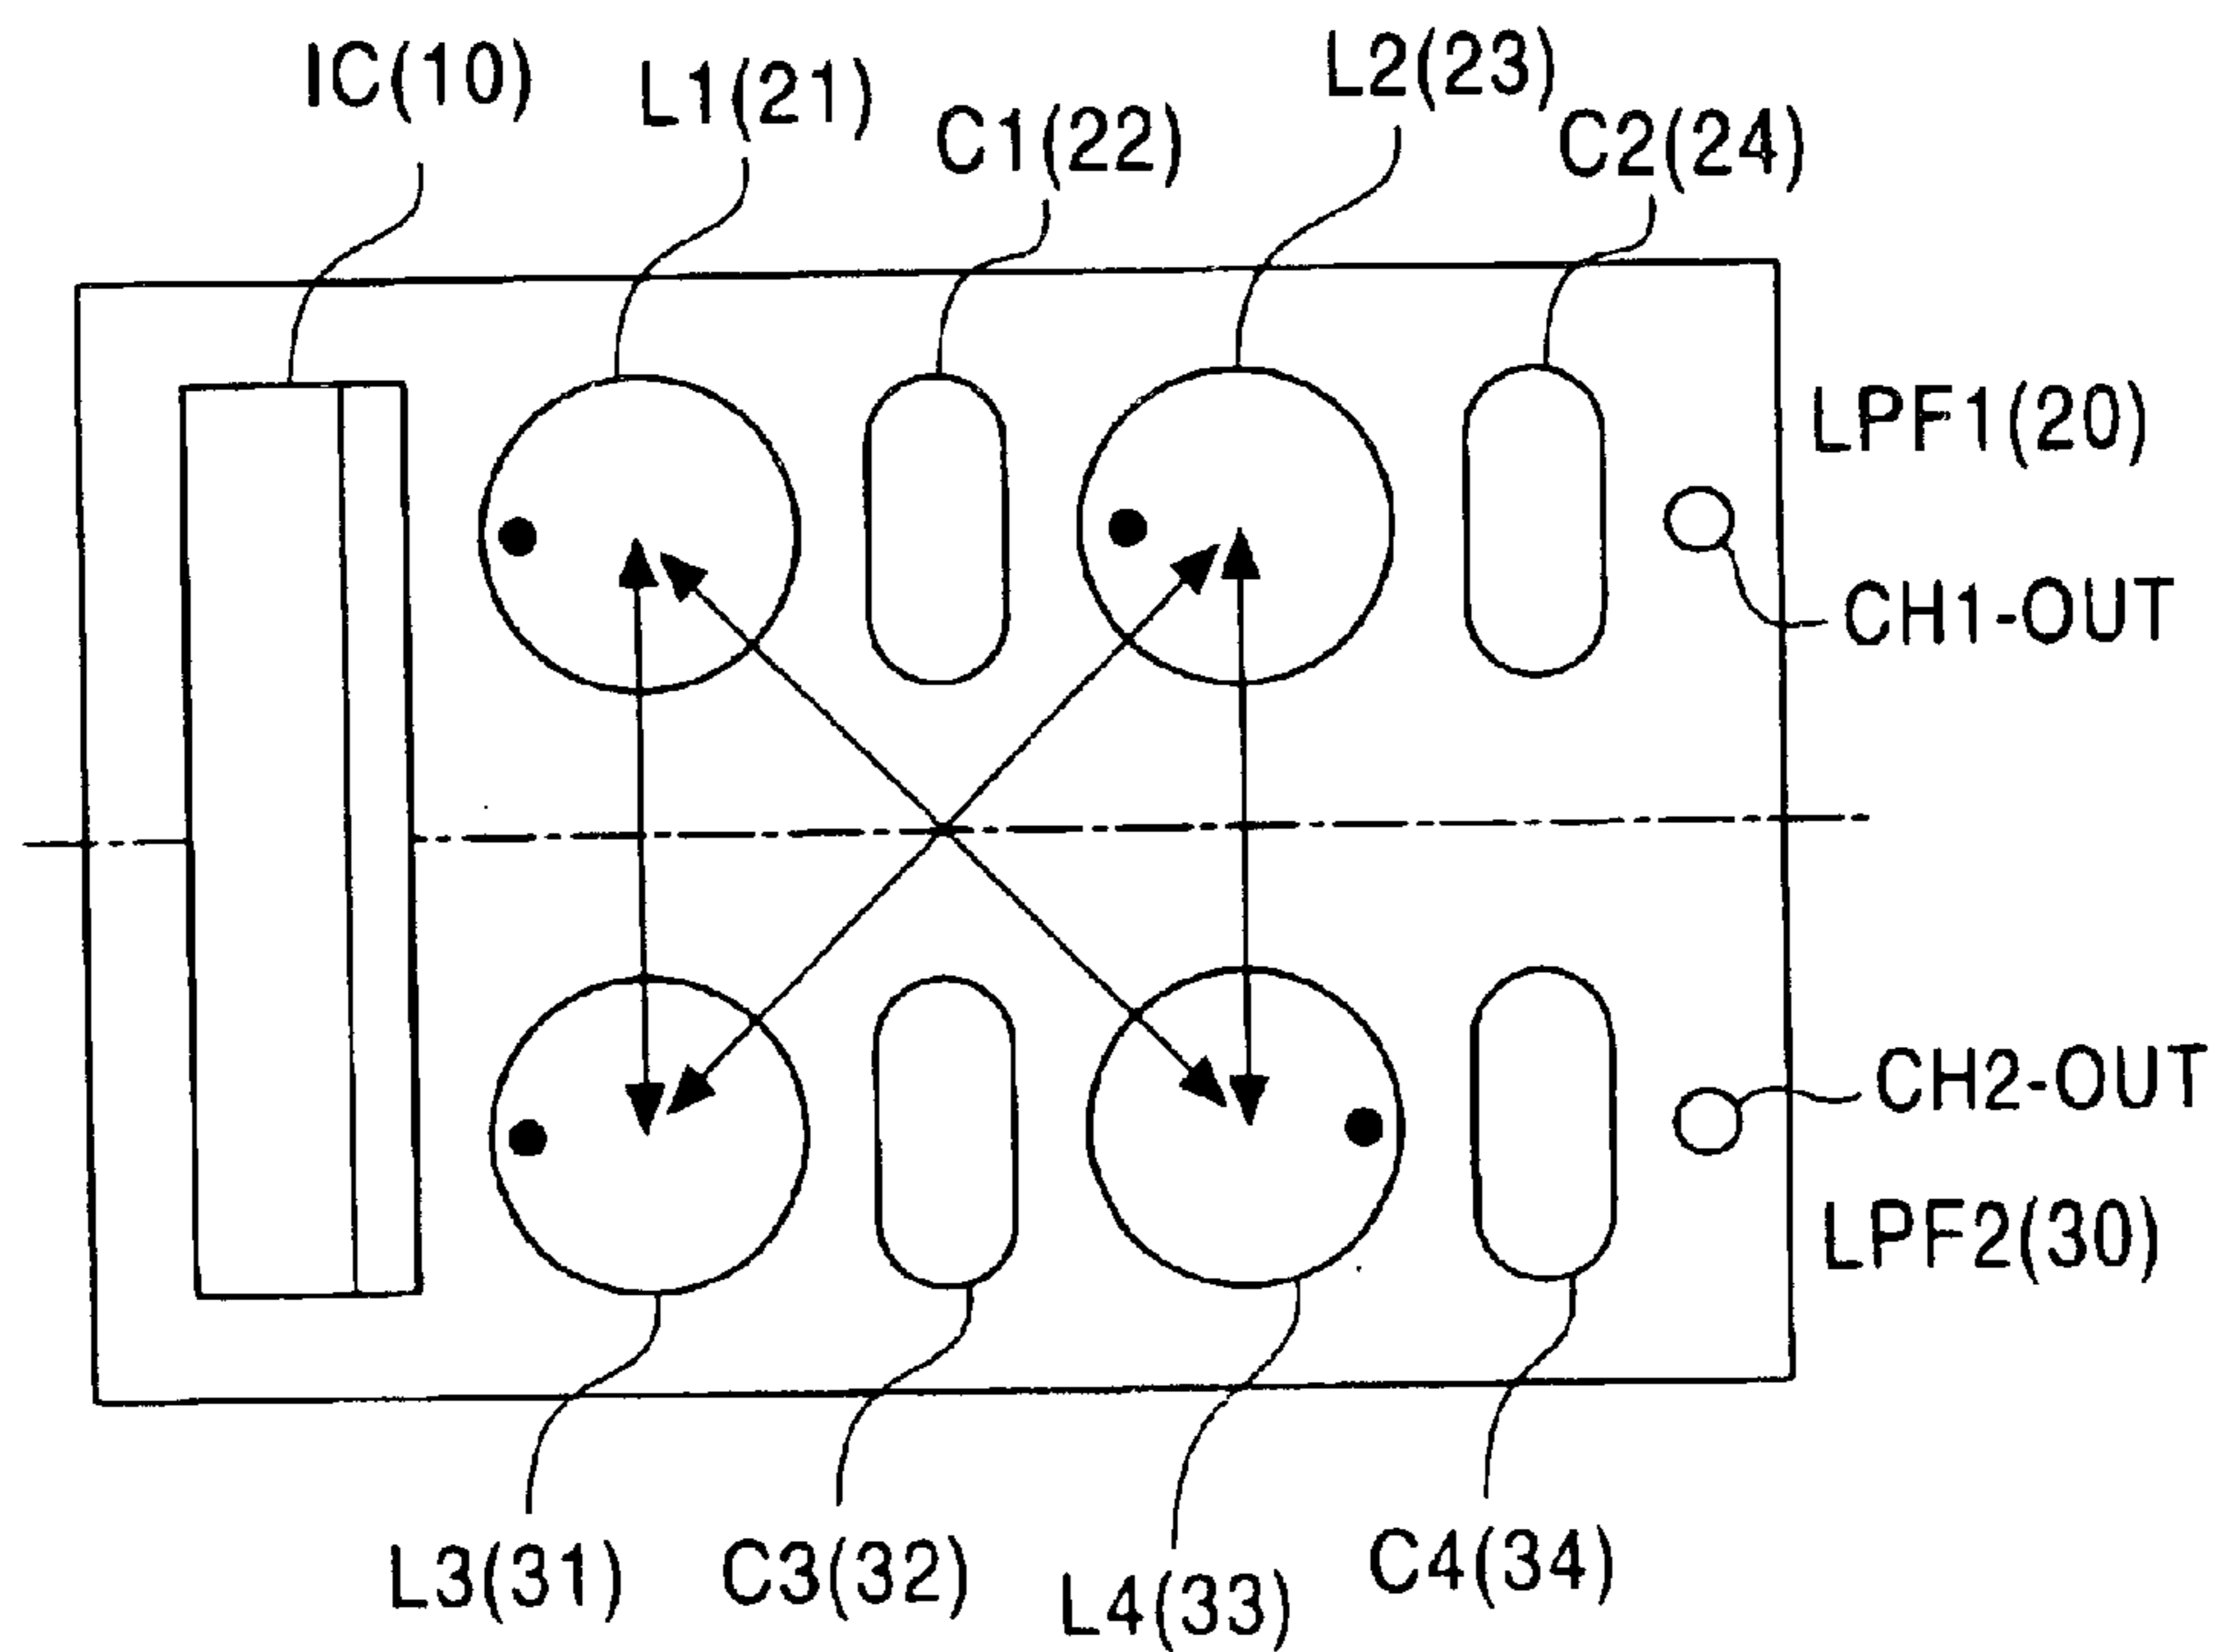 IC(10)
L1(21)
C1(22)
L2(23)
C2(24)
LPF1(20)
CH1-OUT
CH2-OUT
LPF2(30)
L3(31)
C3(32)
L4(33)
C4(34)